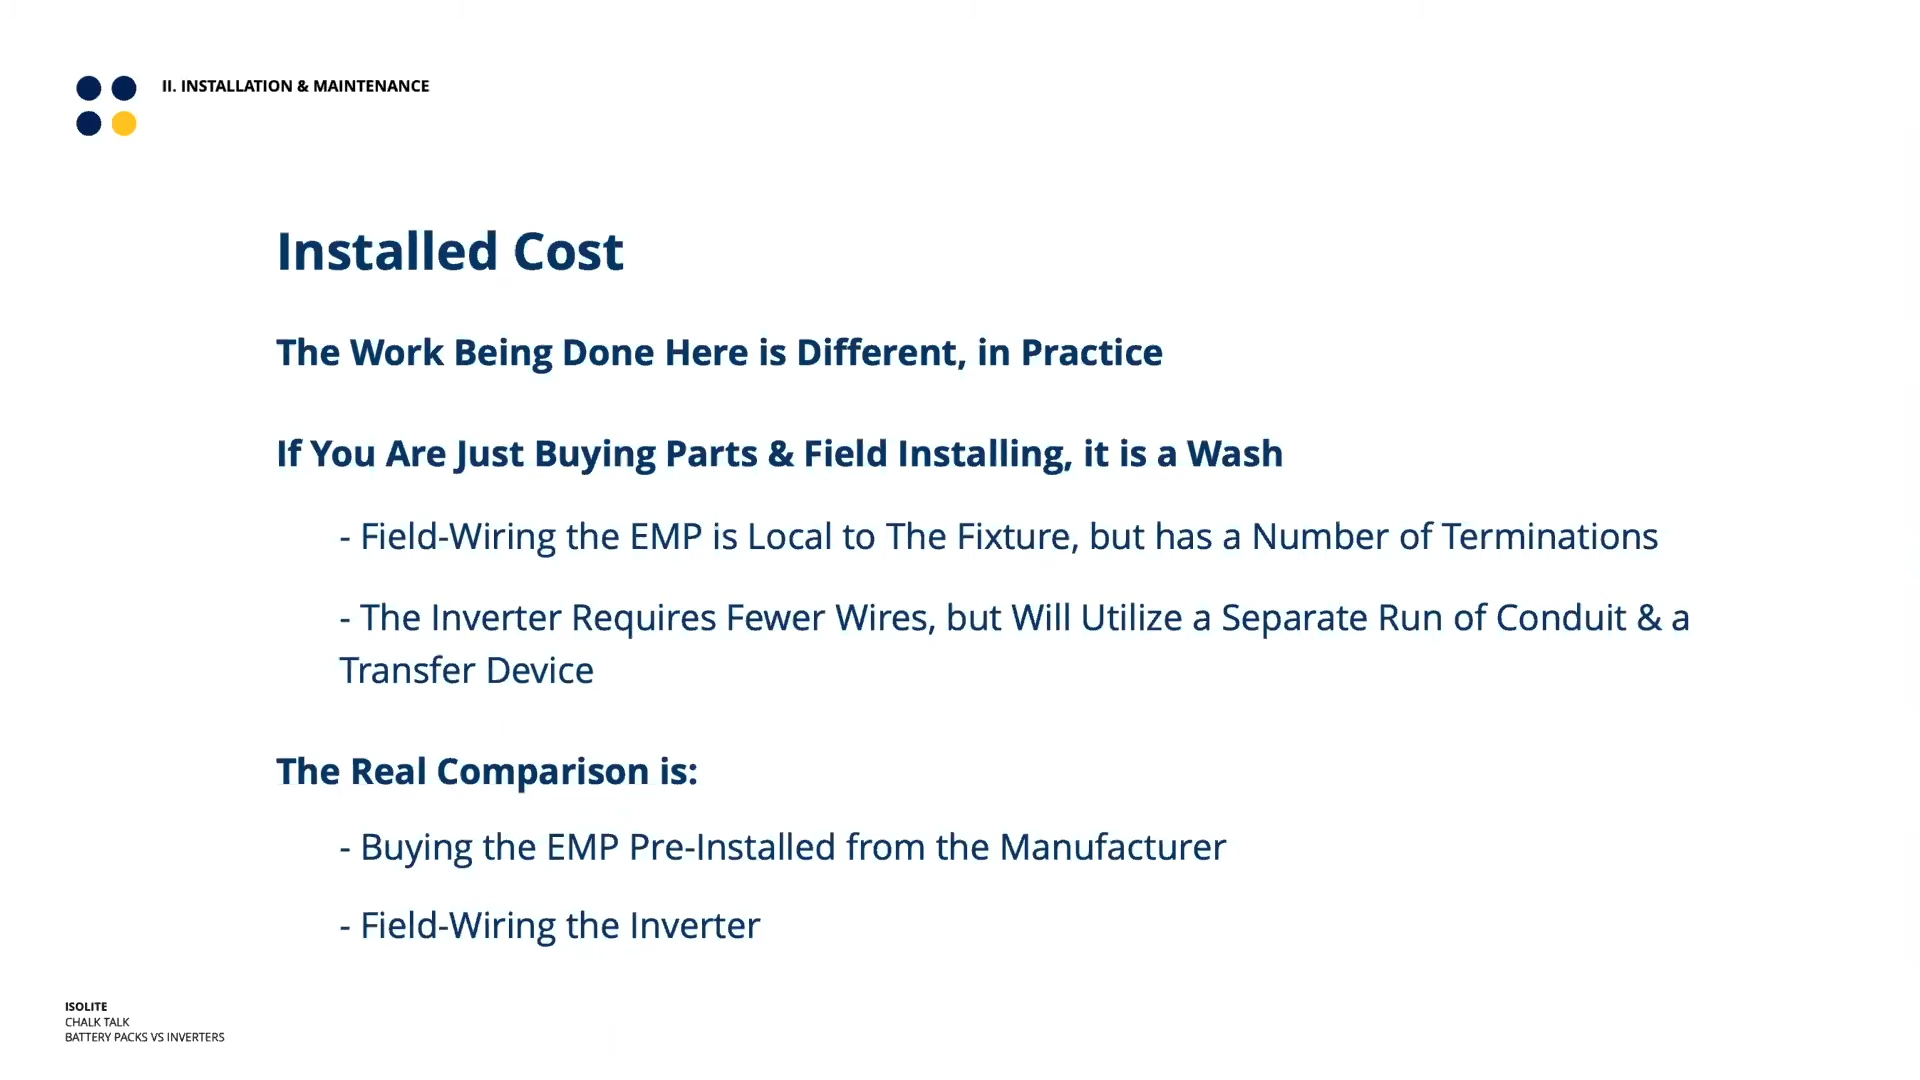 II. INSTALLATION & MAINTENANCE
Installed Cost
The Work Being Done Here is Different, in Practice
If You Are Just Buying Parts & Field Installing, it is a Wash
- Field-Wiring the EMP is Local to The Fixture, but has a Number of Terminations
- The Inverter Requires Fewer Wires, but Will Utilize a Separate Run of Conduit & a
Transfer Device
The Real Comparison is:
- Buying the EMP Pre-Installed from the Manufacturer
- Field-Wiring the Inverter
ISOLITE
CHALK TALK
BATTERY PACKS VS INVERTERS